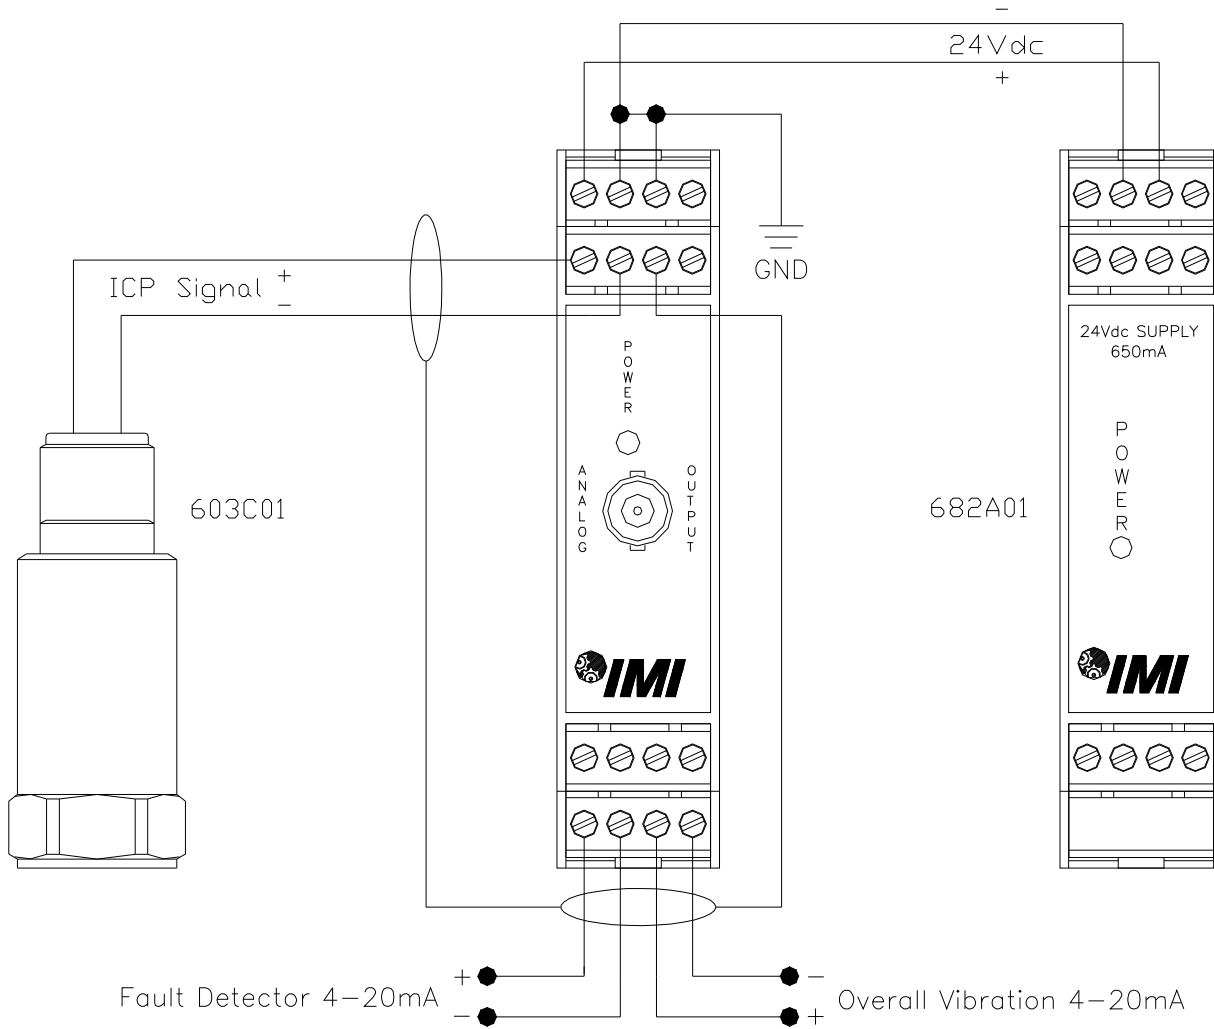 −
24Vdc
+
GND
ICP Signal +
−
24Vdc SUPPLY
650mA
POWER
POWER
ANALOG
OUTPUT
603C01
682A01
IMI
IMI
+
−
Fault Detector 4−20mA
−
+
Overall Vibration 4−20mA